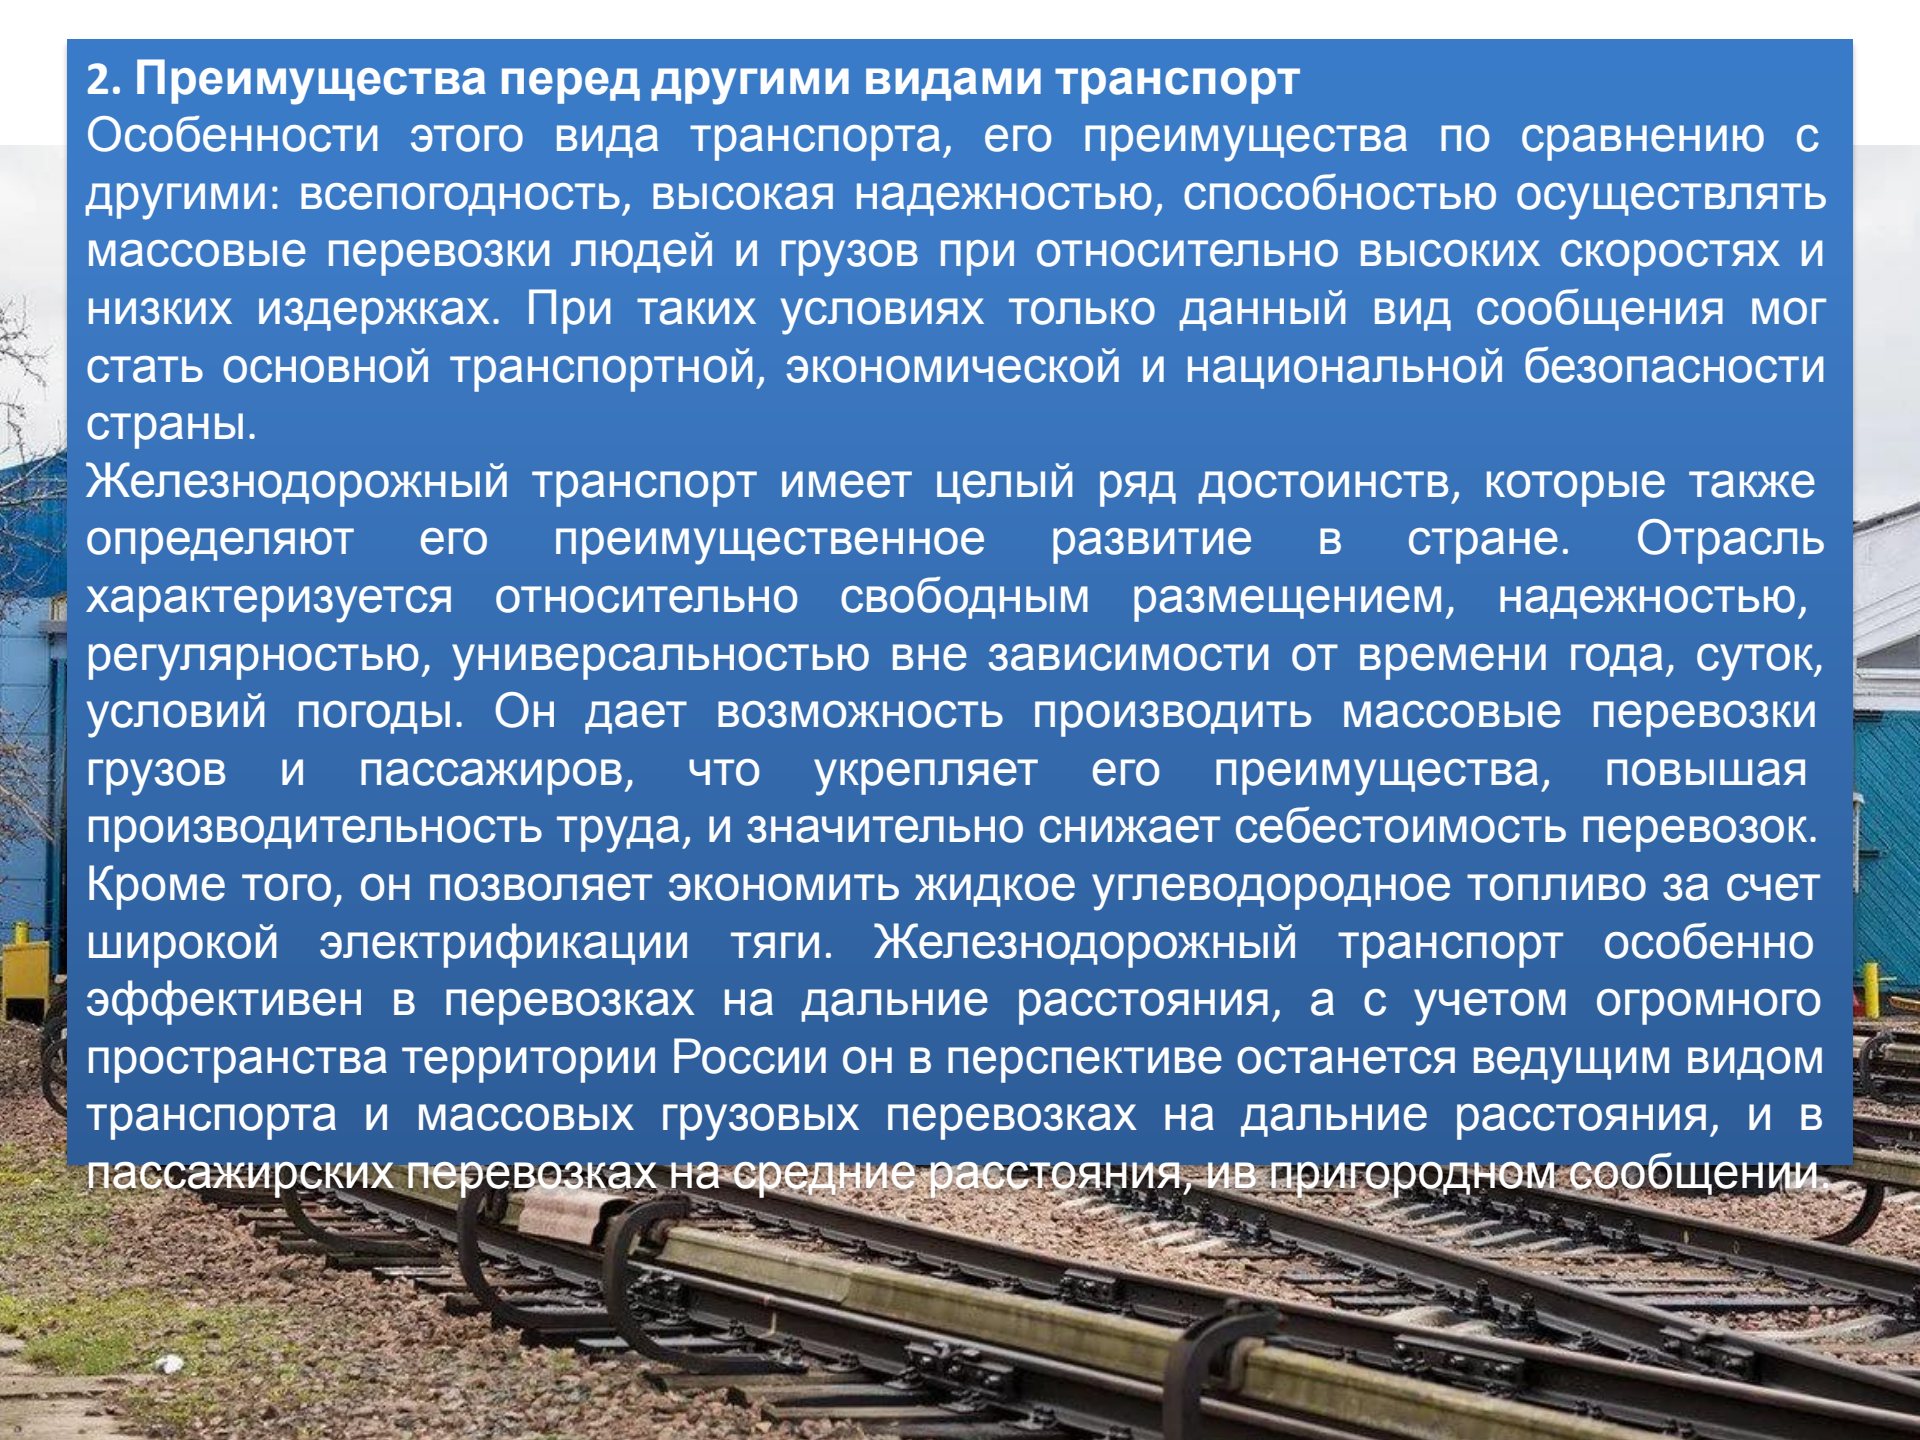 2. Преимущества перед другими видами транспорт
Особенности этого вида транспорта, его преимущества по сравнению с
другими: всепогодность, высокая надежностью, способностью осуществлять
массовые перевозки людей и грузов при относительно высоких скоростях и
низких издержках. При таких условиях только данный вид сообщения мог
стать основной транспортной, экономической и национальной безопасности
страны.
Железнодорожный транспорт имеет целый ряд достоинств, которые также
определяют его преимущественное развитие в стране. Отрасль
характеризуется относительно свободным размещением, надежностью,
регулярностью, универсальностью вне зависимости от времени года, суток,
условий погоды. Он дает возможность производить массовые перевозки
грузов и пассажиров, что укрепляет его преимущества, повышая
производительность труда, и значительно снижает себестоимость перевозок.
Кроме того, он позволяет экономить жидкое углеводородное топливо за счет
широкой электрификации тяги. Железнодорожный транспорт особенно
эффективен в перевозках на дальние расстояния, а с учетом огромного
пространства территории России он в перспективе останется ведущим видом
транспорта и массовых грузовых перевозках на дальние расстояния, и в
пассажирских перевозках на средние расстояния, ив пригородном сообщении.